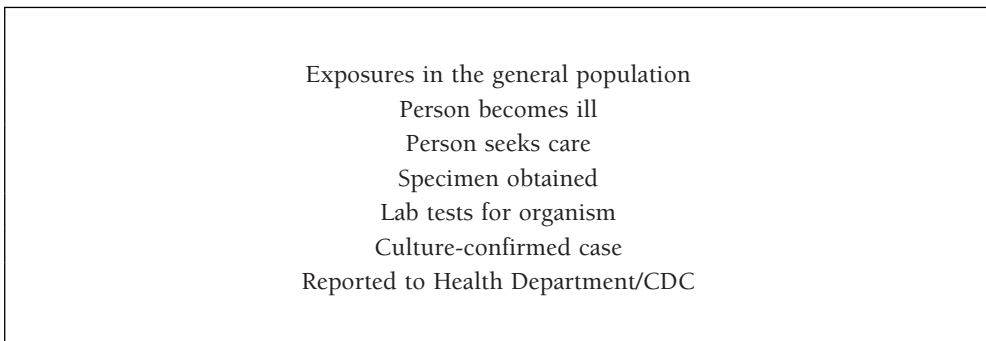 Exposures in the general population
Person becomes ill
Person seeks care
Specimen obtained
Lab tests for organism
Culture-confirmed case
Reported to Health Department/CDC